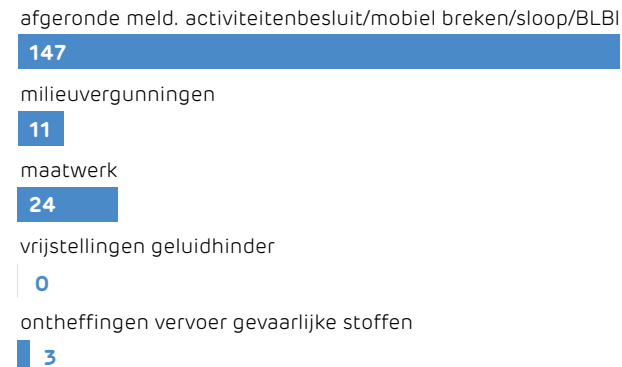 afgeronde meld. activiteitenbesluit/mobiel breken/sloop/BLBI
147
milieuvergunningen
11
maatwerk
24
vrijstellingen geluidhinder
0
ontheffingen vervoer gevaarlijke stoffen
3